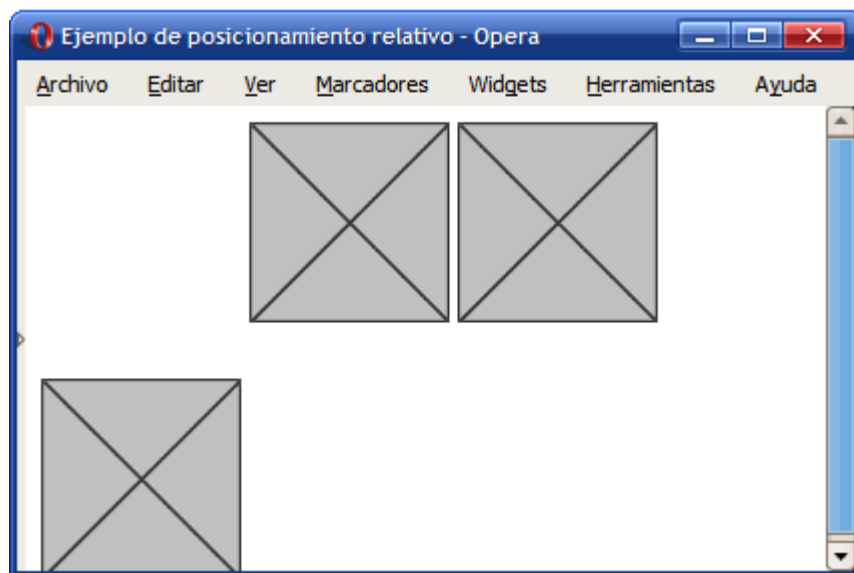 Ejemplo de posicionamiento relativo - Opera
Archivo Editar Ver Marcadores Widgets Herramientas Ayuda